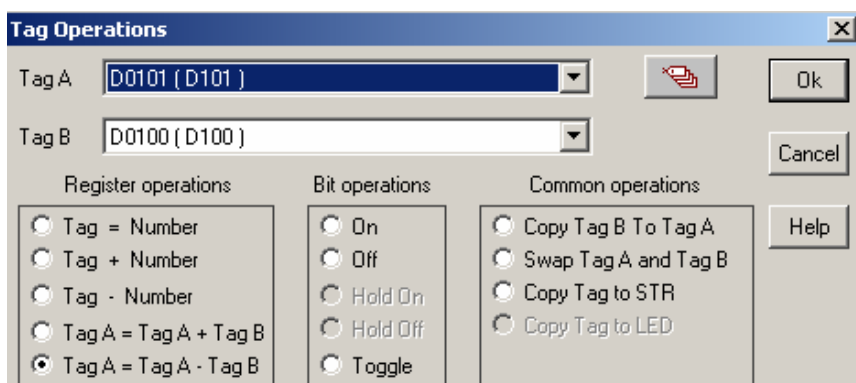 Tag Operations
Tag A D0101 ( D101 ) Ok
Tag B D0100 ( D100 )
Cancel
Register operations Bit operations Common operations
Tag = Number On Copy Tag B To Tag A Help
Tag + Number Off Swap Tag A and Tag B
Tag - Number Hold On Copy Tag to STR
Tag A = Tag A + Tag B Hold Off Copy Tag to LED
Tag A = Tag A - Tag B Toggle